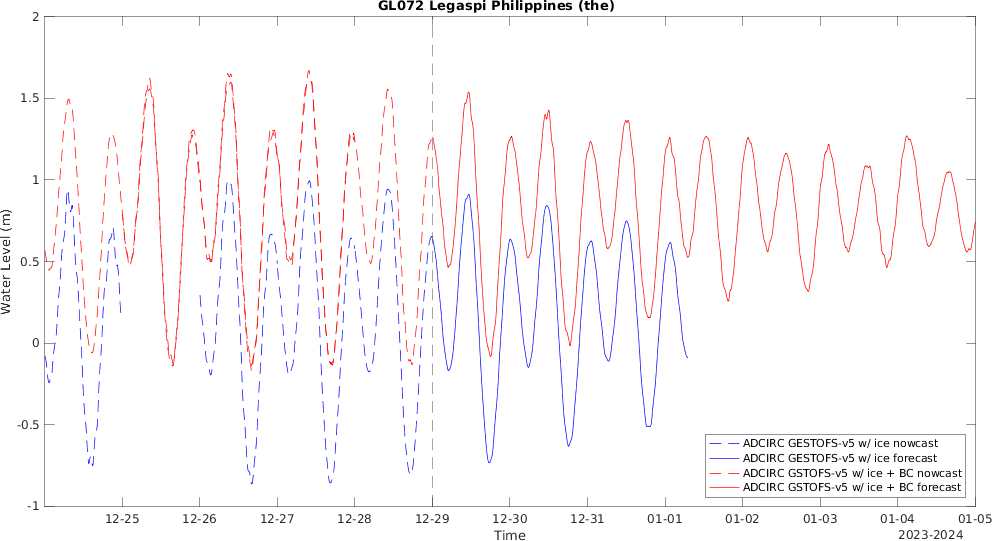 GL072 Legaspi Philippines (the)
2
1.5
1
0.5
0
-0.5
-1
Water Level (m)
ADCIRC GESTOFS-v5 w/ ice nowcast
ADCIRC GESTOFS-v5 w/ ice forecast
ADCIRC GSTOFS-v5 w/ ice + BC nowcast
ADCIRC GSTOFS-v5 w/ ice + BC forecast
12-25 12-26 12-27 12-28 12-29 12-30 12-31 01-01 01-02 01-03 01-04 01-05
Time
2023-2024